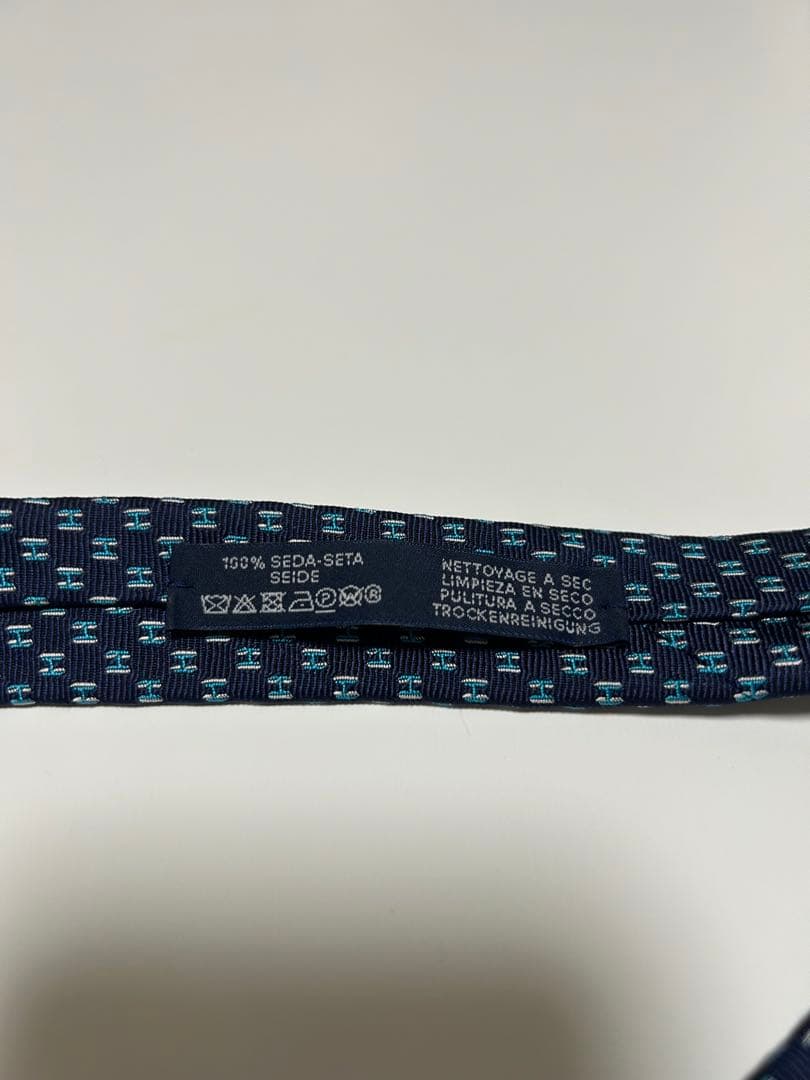 100% SEDA-SETA
SEIDE
NETTOYAGE A SEC
LIMPIEZA EN SECO
PULITURA A SECCO
TROCKENREINIGUNG